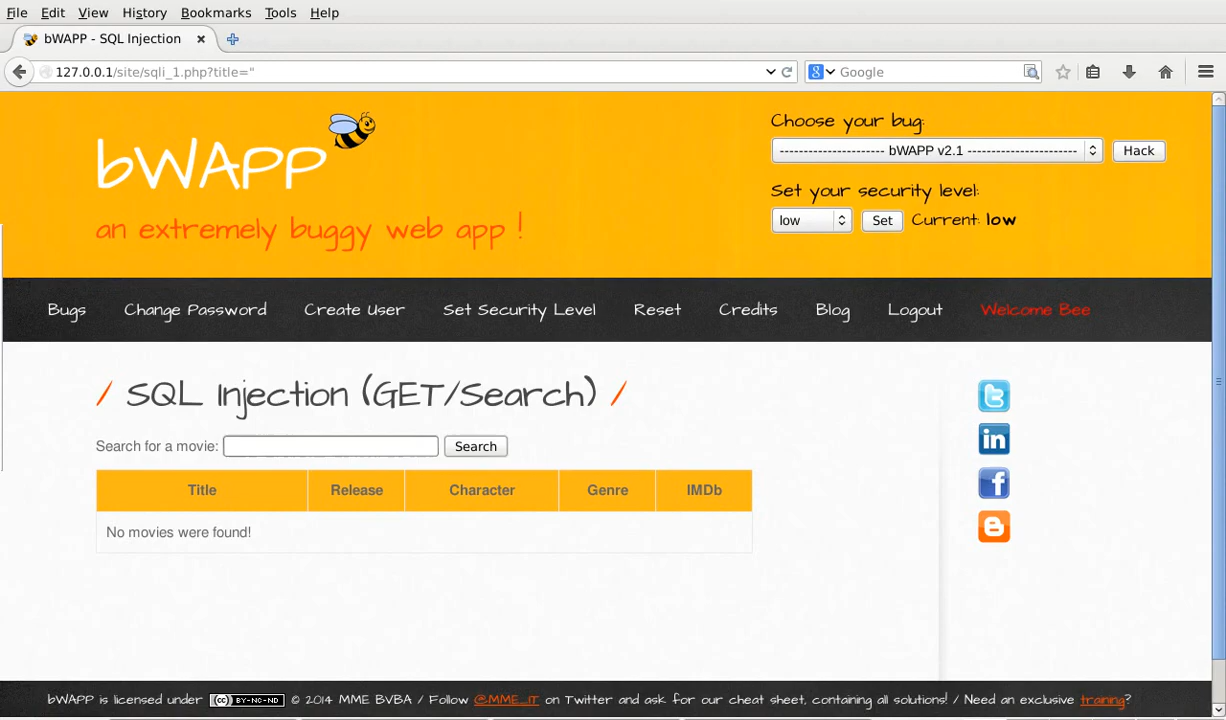 File Edit View History Bookmarks Tools Help
bWAPP - SQL Injection
127.0.0.1/site/sqli_1.php?title="
Google
bWAPP
an extremely buggy web app !
Choose your bug:
---------------------- bWAPP v2.1 ----------------------- Hack
Set your security level:
low Set Current: low
Bugs Change Password Create User Set Security Level Reset Credits Blog Logout Welcome Bee
/ SQL Injection (GET/Search) /
Search for a movie: Search
Title Release Character Genre IMDb
No movies were found!
bWAPP is licensed under (cc) BY-NC-ND © 2014 MME BVBA / Follow @MME_IT on Twitter and ask for our cheat sheet, containing all solutions! / Need an exclusive training?